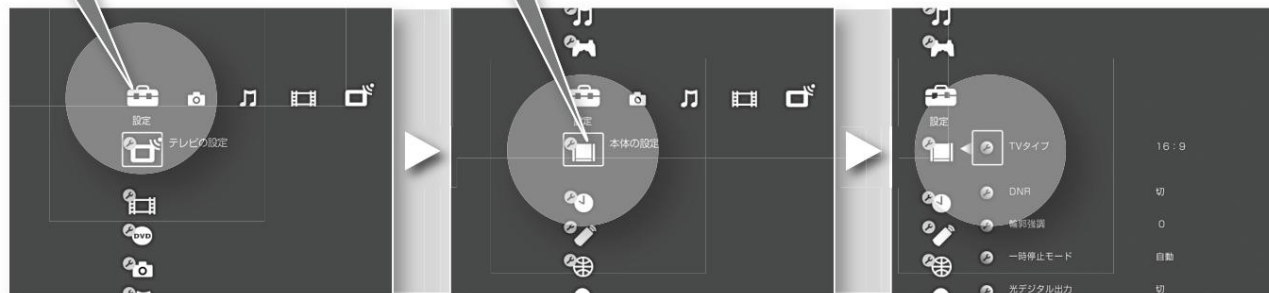 設定
テレビの設定
DVD
設定
本体の設定
設定
TVタイプ 16:9
DNR 切
輪郭強調 0
一時停止モード 自動
光デジタル出力 切